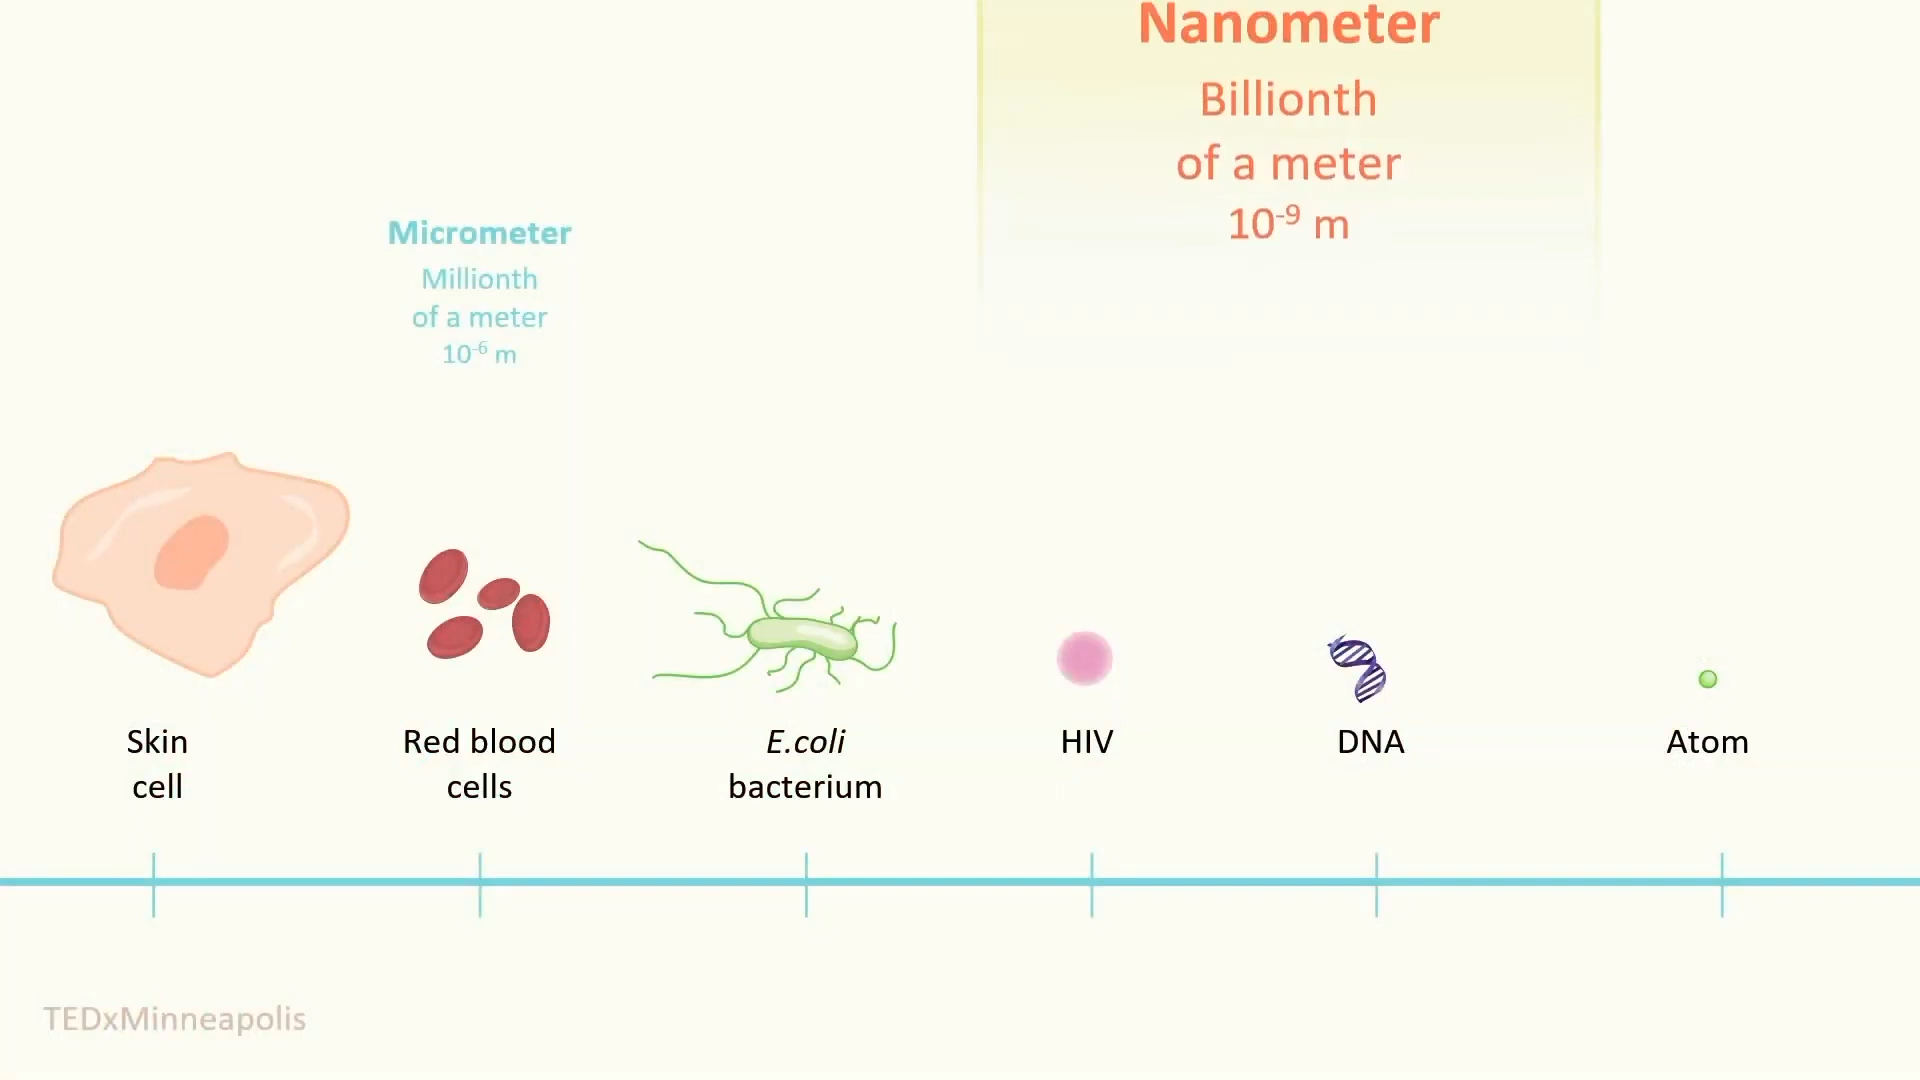 Nanometer
Billionth
of a meter
10⁻⁹ m
Micrometer
Millionth
of a meter
10⁻⁶ m
Skin
cell
Red blood
cells
E.coli
bacterium
HIV
DNA
Atom
TEDxMinneapolis